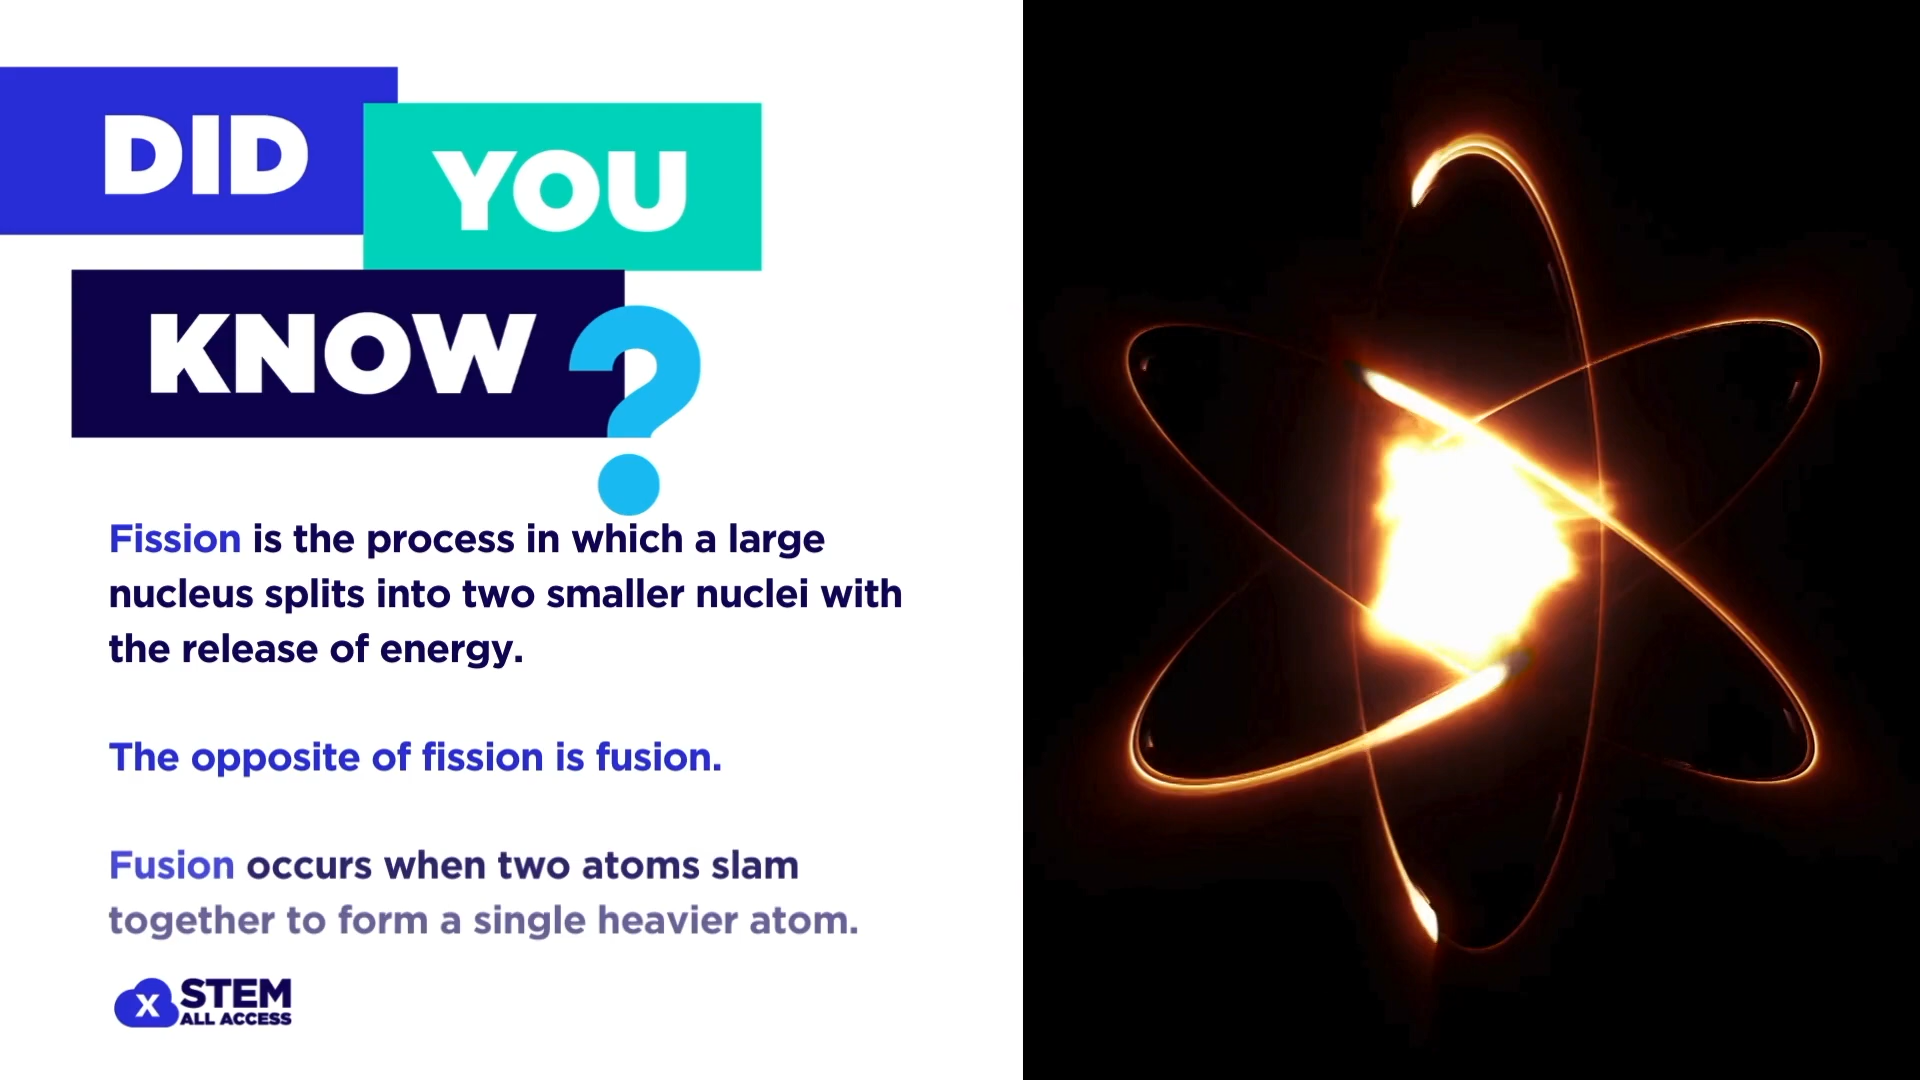 DID
YOU
KNOW?
Fission is the process in which a large
nucleus splits into two smaller nuclei with
the release of energy.
The opposite of fission is fusion.
Fusion occurs when two atoms slam
together to form a single heavier atom.
X STEM
ALL ACCESS